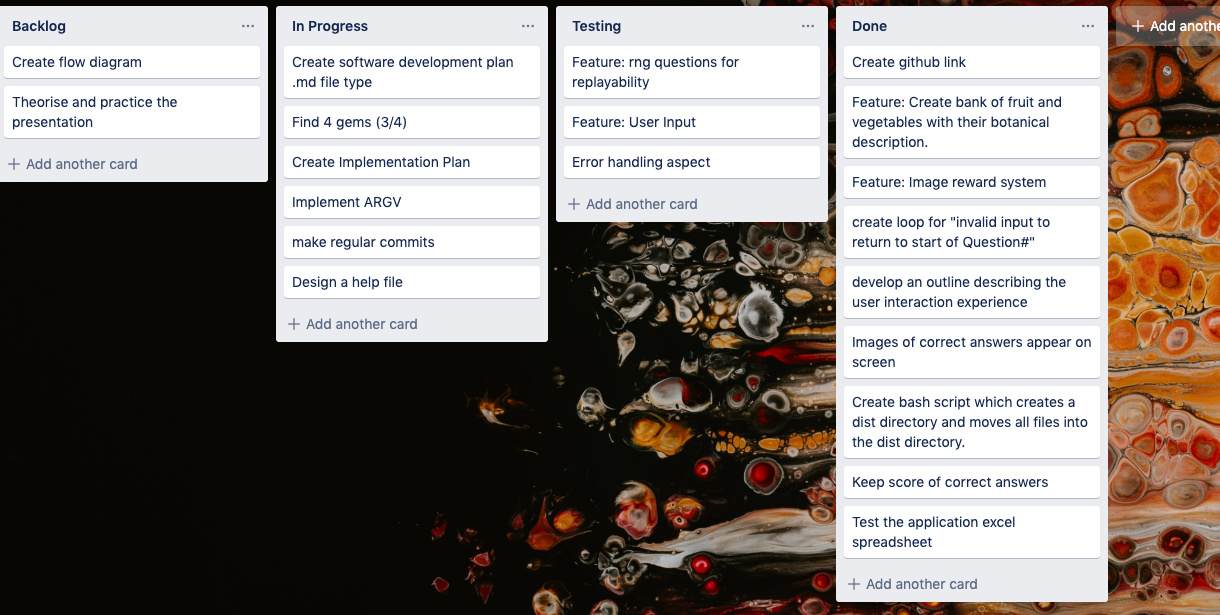 Backlog
Create flow diagram
Theorise and practice the
presentation
+ Add another card
In Progress
Create software development plan
.md file type
Find 4 gems (3/4)
Create Implementation Plan
Implement ARGV
make regular commits
Design a help file
+ Add another card
Testing
Feature: rng questions for
replayability
Feature: User Input
Error handling aspect
+ Add another card
Done
Create github link
Feature: Create bank of fruit and
vegetables with their botanical
description.
Feature: Image reward system
create loop for "invalid input to
return to start of Question#"
develop an outline describing the
user interaction experience
Images of correct answers appear on
screen
Create bash script which creates a
dist directory and moves all files into
the dist directory.
Keep score of correct answers
Test the application excel
spreadsheet
+ Add another card
+ Add anothe